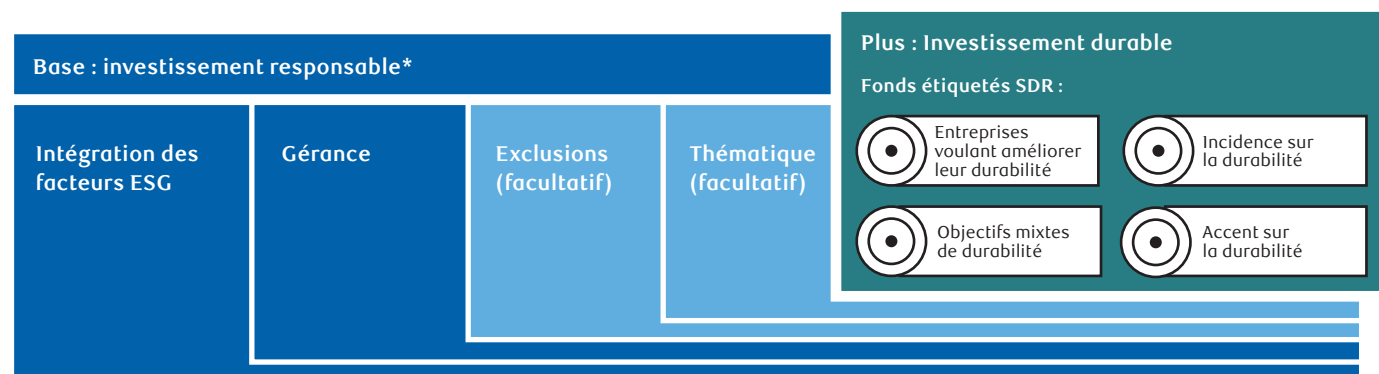 Base : investissement responsable*
Intégration des
facteurs ESG
Gérance
Exclusions
(facultatif)
Thématique
(facultatif)
Plus : Investissement durable
Fonds étiquetés SDR :
Entreprises
voulant améliorer
leur durabilité
Incidence sur
la durabilité
Objectifs mixtes
de durabilité
Accent sur
la durabilité